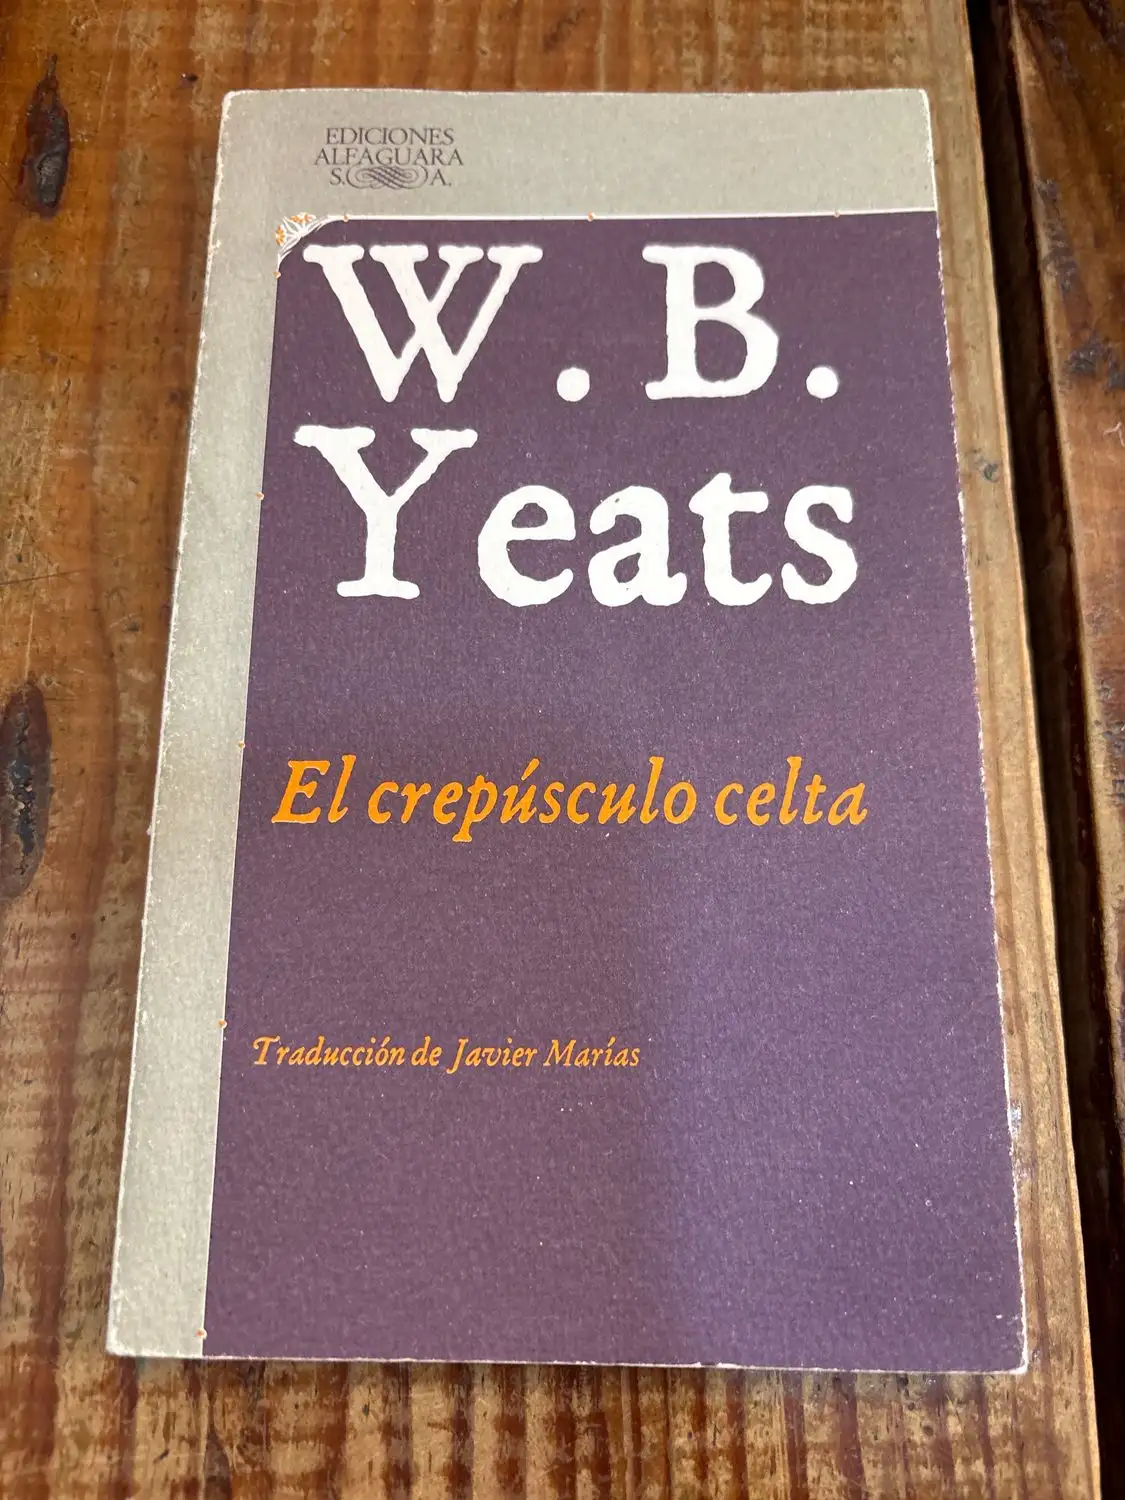 EDICIONES
ALFAGUARA
S. A.
W. B.
Yeats
El crepúsculo celta
Traducción de Javier Marías